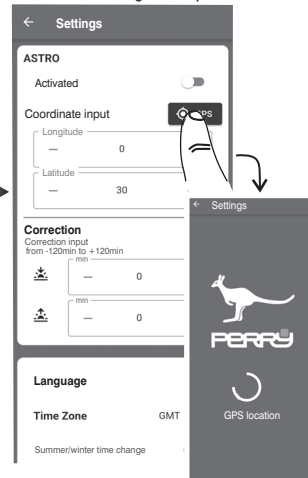 Settings
ASTRO
Activated
Coordinate input
Longitude
— 0
Latitude
— 30
Correction
Correction input
from -120min to +120min
min
— 0
min
— 0
Language
Time Zone GMT
Summer/winter time change
Settings
PERRY
GPS location